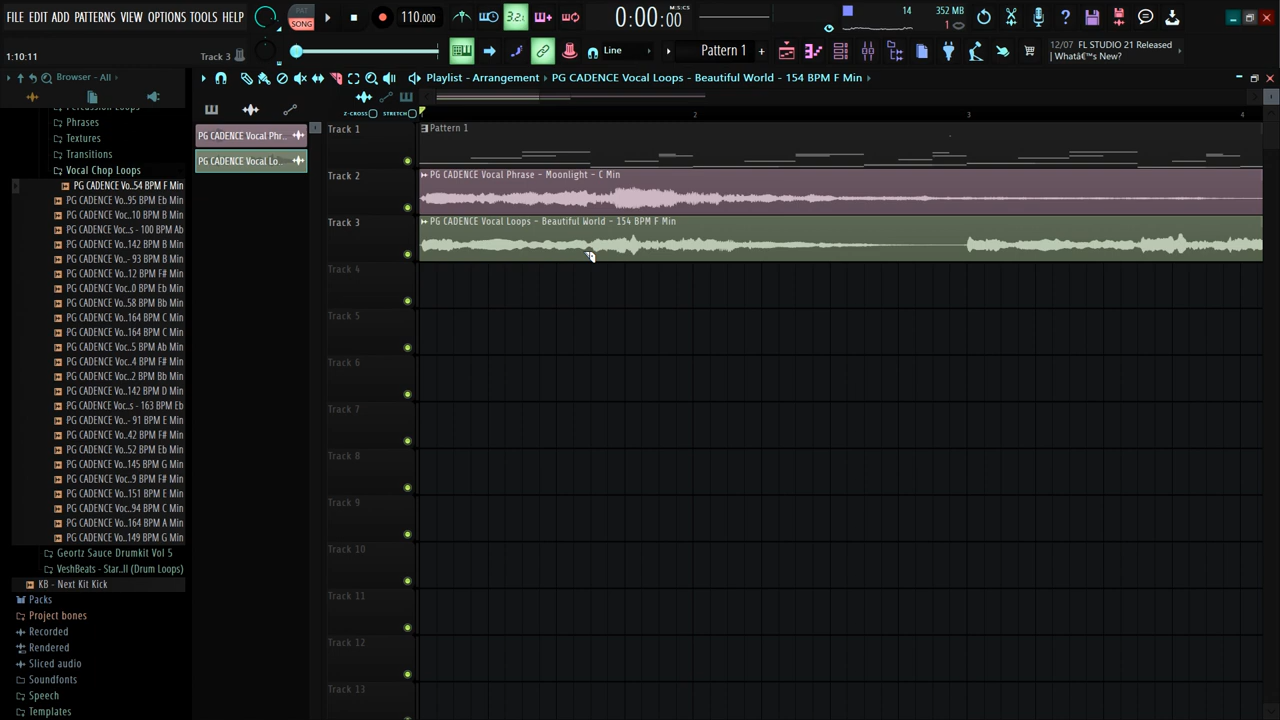 FILE EDIT ADD PATTERNS VIEW OPTIONS TOOLS HELP
PAT
SONG
110.000
3.2.
0:00:00
M:S:CS
14
352 MB
1
1:10:11
Track 3
Line
Pattern 1
12/07 FL STUDIO 21 Released
| Whatâ€™s New?
Browser - All
Playlist - Arrangement › PG CADENCE Vocal Loops - Beautiful World - 154 BPM F Min
Z-CROSS
STRETCH
Phrases
Textures
Transitions
Vocal Chop Loops
PG CADENCE Vo..54 BPM F Min
PG CADENCE Vo..95 BPM Eb Min
PG CADENCE Voc..10 BPM B Min
PG CADENCE Voc..s - 100 BPM Ab
PG CADENCE Vo..142 BPM B Min
PG CADENCE Vo..- 93 BPM B Min
PG CADENCE Vo..12 BPM F# Min
PG CADENCE Voc..0 BPM Eb Min
PG CADENCE Vo..58 BPM Bb Min
PG CADENCE Vo..164 BPM C Min
PG CADENCE Vo..164 BPM C Min
PG CADENCE Voc..5 BPM Ab Min
PG CADENCE Voc..4 BPM F# Min
PG CADENCE Voc..2 BPM Bb Min
PG CADENCE Vo..142 BPM D Min
PG CADENCE Voc..s - 163 BPM Eb
PG CADENCE Vo..- 91 BPM E Min
PG CADENCE Vo..42 BPM F# Min
PG CADENCE Vo..52 BPM Eb Min
PG CADENCE Vo..145 BPM G Min
PG CADENCE Voc..9 BPM F# Min
PG CADENCE Vo..151 BPM E Min
PG CADENCE Voc..94 BPM C Min
PG CADENCE Vo..164 BPM A Min
PG CADENCE Vo..149 BPM G Min
Geortz Sauce Drumkit Vol 5
VeshBeats - Star..ll (Drum Loops)
KB - Next Kit Kick
Packs
Project bones
Recorded
Rendered
Sliced audio
Soundfonts
Speech
Templates
PG CADENCE Vocal Phr..
PG CADENCE Vocal Lo..
1 2 3 4
Track 1
Pattern 1
Track 2
PG CADENCE Vocal Phrase - Moonlight - C Min
Track 3
PG CADENCE Vocal Loops - Beautiful World - 154 BPM F Min
Track 4
Track 5
Track 6
Track 7
Track 8
Track 9
Track 10
Track 11
Track 12
Track 13